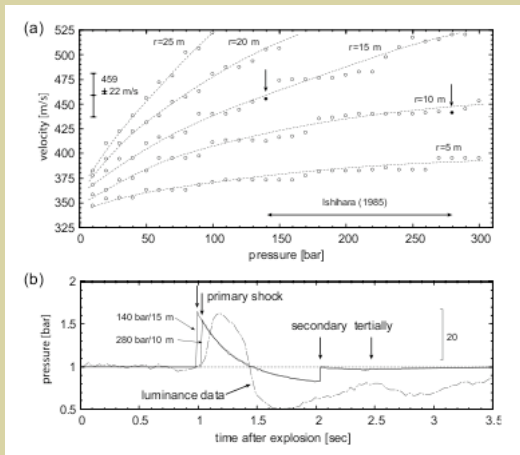 (a)
525
500
475
450
425
400
375
350
325
velocity [m/s]
r=25 m
r=20 m
r=15 m
r=10 m
r=5 m
459
± 22 m/s
Ishihara (1985)
0 50 100 150 200 250 300
pressure [bar]
(b)
2
1.5
1
0.5
pressure [bar]
primary shock
140 bar/15 m
280 bar/10 m
secondary tertially
20
luminance data
0 0.5 1 1.5 2 2.5 3 3.5
time after explosion [sec]